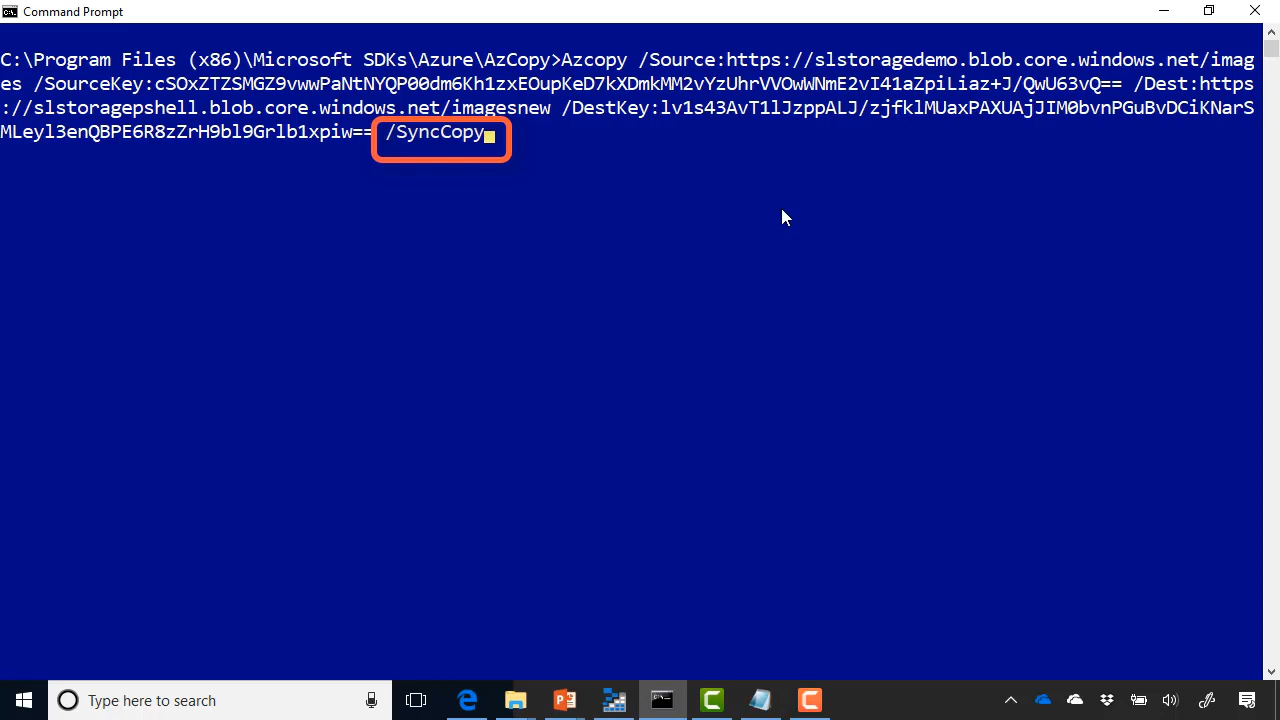 Command Prompt
C:\Program Files (x86)\Microsoft SDKs\Azure\AzCopy>Azcopy /Source:https://slstoragedemo.blob.core.windows.net/imag
es /SourceKey:cSOxZTZSMGZ9vwwPaNtNYQP00dm6Kh1zxEOupKeD7kXDmkMM2vYzUhrVVOwWNmE2vI41aZpiLiaz+J/QwU63vQ== /Dest:https
://slstoragepshell.blob.core.windows.net/imagesnew /DestKey:lv1s43AvT1lJzppALJ/zjfklMUaxPAXUAjJIM0bvnPGuBvDCiKNarS
MLeyl3enQBPE6R8zZrH9bl9Grlb1xpiw== /SyncCopy
Type here to search